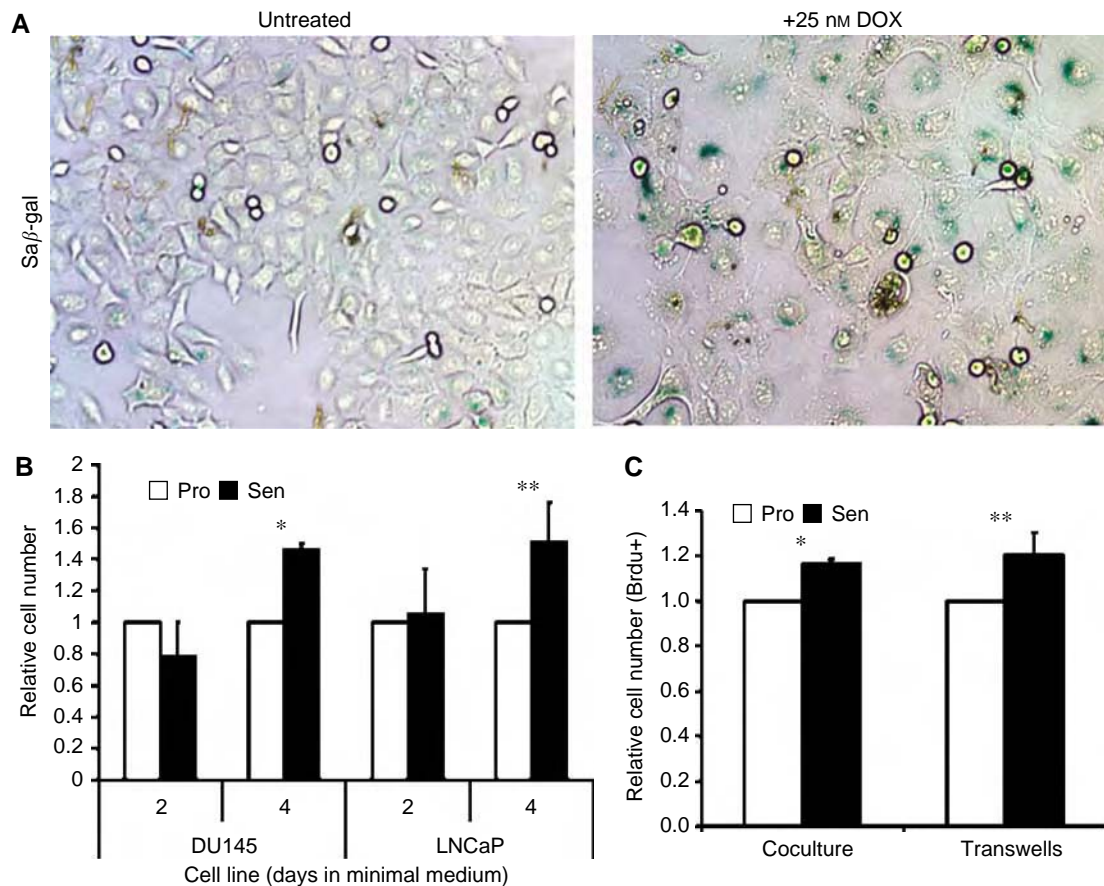 A
Untreated
+25 nM DOX
Saβ-gal
B
Pro Sen
Relative cell number
2
1.8
1.6
1.4
1.2
1
0.8
0.6
0.4
0.2
0
*
**
2 4 2 4
DU145 LNCaP
Cell line (days in minimal medium)
C
Pro Sen
Relative cell number (Brdu+)
1.4
1.2
1.0
0.8
0.6
0.4
0.2
0.0
*
**
Coculture Transwells